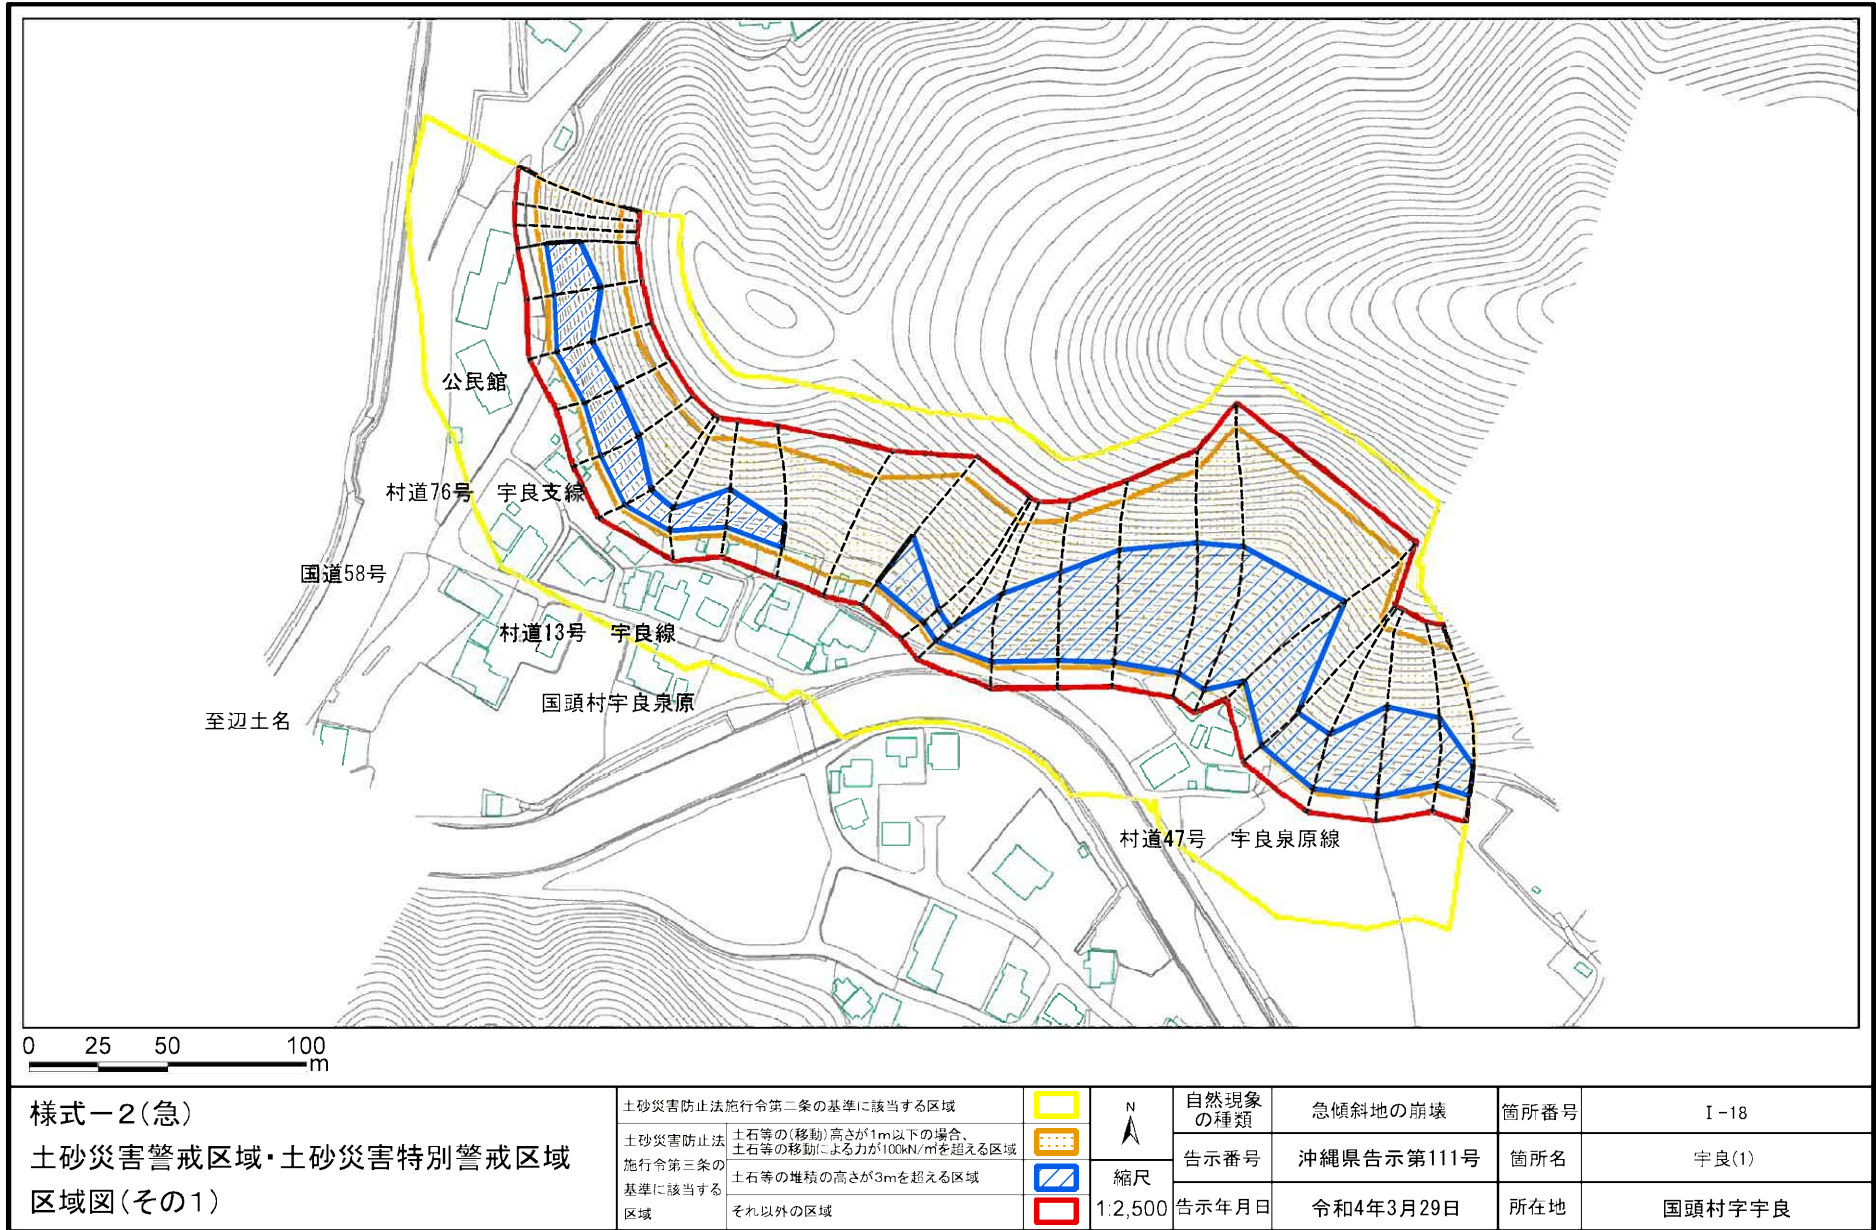 公民館
村道76号 宇良支線
国道58号
村道13号 宇良線
国頭村宇良泉原
至辺土名
村道47号 宇良泉原線
0 25 50 100
m
様式－2(急)
土砂災害警戒区域・土砂災害特別警戒区域
区域図(その1)
土砂災害防止法施行令第二条の基準に該当する区域
土砂災害防止法
施行令第三条の
基準に該当する
区域
土石等の(移動)高さが1m以下の場合、
土石等の移動による力が100kN/㎡を超える区域
土石等の堆積の高さが3mを超える区域
それ以外の区域
N
縮尺
1:2,500
自然現象
の種類
急傾斜地の崩壊
箇所番号
Ⅰ-18
告示番号
沖縄県告示第111号
箇所名
宇良(1)
告示年月日
令和4年3月29日
所在地
国頭村字宇良